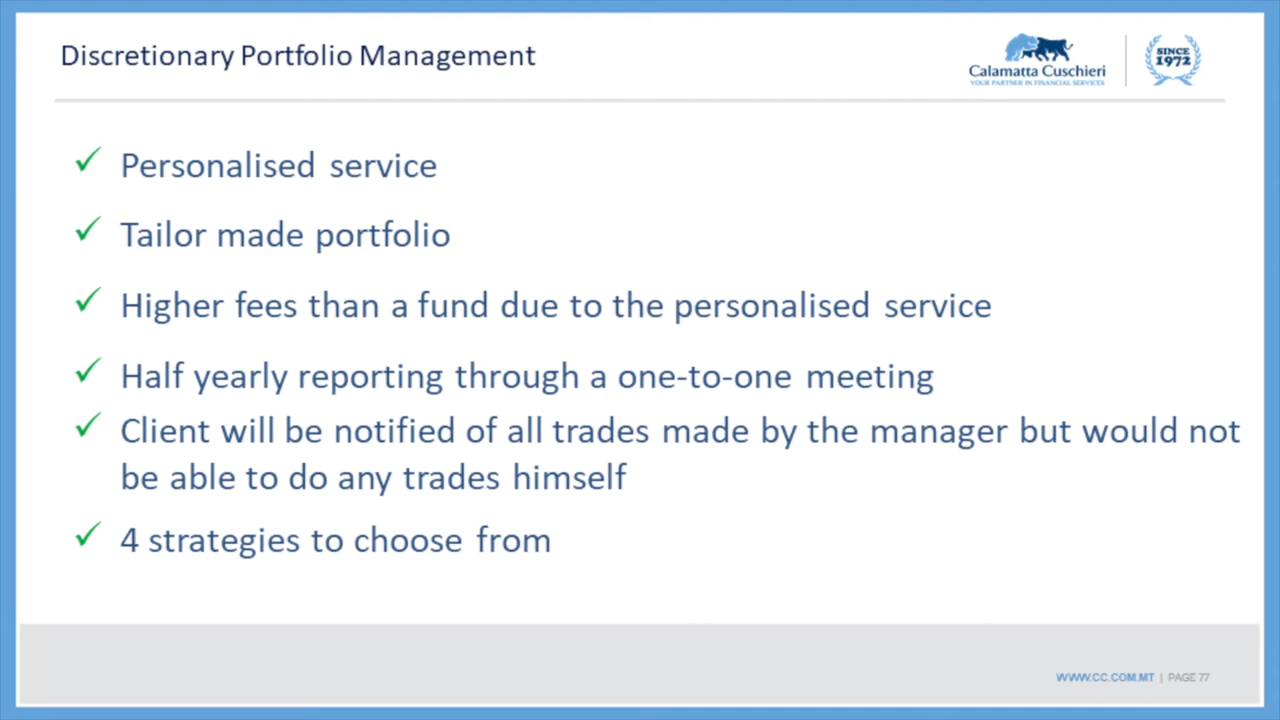 Discretionary Portfolio Management
Calamatta Cuschieri
YOUR PARTNER IN FINANCIAL SERVICES
SINCE
1972
Personalised service
Tailor made portfolio
Higher fees than a fund due to the personalised service
Half yearly reporting through a one-to-one meeting
Client will be notified of all trades made by the manager but would not
be able to do any trades himself
4 strategies to choose from
WWW.CC.COM.MT | PAGE 77